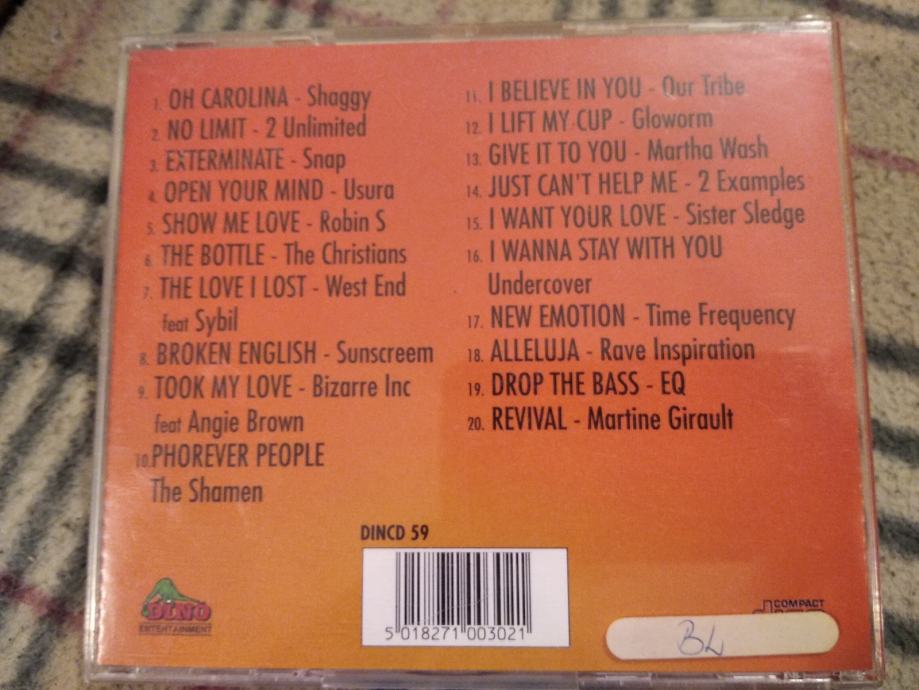 1. OH CAROLINA - Shaggy
2. NO LIMIT - 2 Unlimited
3. EXTERMINATE - Snap
4. OPEN YOUR MIND - Usura
5. SHOW ME LOVE - Robin S
6. THE BOTTLE - The Christians
7. THE LOVE I LOST - West End
feat Sybil
8. BROKEN ENGLISH - Sunscreem
9. TOOK MY LOVE - Bizarre Inc
feat Angie Brown
10. PHOREVER PEOPLE
The Shamen
11. I BELIEVE IN YOU - Our Tribe
12. I LIFT MY CUP - Gloworm
13. GIVE IT TO YOU - Martha Wash
14. JUST CAN'T HELP ME - 2 Examples
15. I WANT YOUR LOVE - Sister Sledge
16. I WANNA STAY WITH YOU
Undercover
17. NEW EMOTION - Time Frequency
18. ALLELUJA - Rave Inspiration
19. DROP THE BASS - EQ
20. REVIVAL - Martine Girault
DINCD 59
5 018271 003021
DINO
ENTERTAINMENT
COMPACT
BL